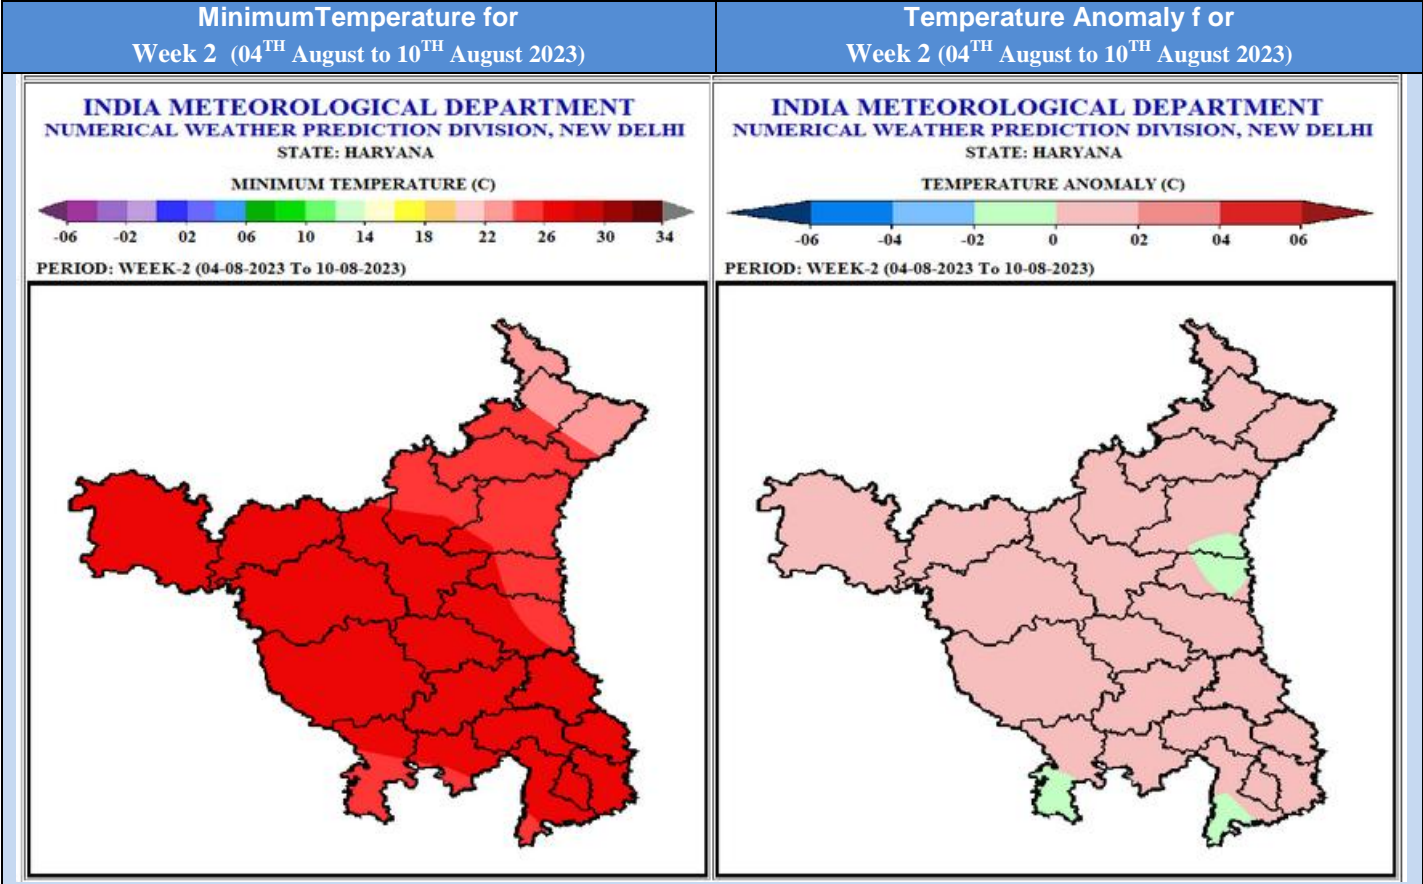 MinimumTemperature for
Week 2 (04TH August to 10TH August 2023)
Temperature Anomaly f or
Week 2 (04TH August to 10TH August 2023)
INDIA METEOROLOGICAL DEPARTMENT
NUMERICAL WEATHER PREDICTION DIVISION, NEW DELHI
STATE: HARYANA
MINIMUM TEMPERATURE (C)
-06 -02 02 06 10 14 18 22 26 30 34
PERIOD: WEEK-2 (04-08-2023 To 10-08-2023)
INDIA METEOROLOGICAL DEPARTMENT
NUMERICAL WEATHER PREDICTION DIVISION, NEW DELHI
STATE: HARYANA
TEMPERATURE ANOMALY (C)
-06 -04 -02 0 02 04 06
PERIOD: WEEK-2 (04-08-2023 To 10-08-2023)